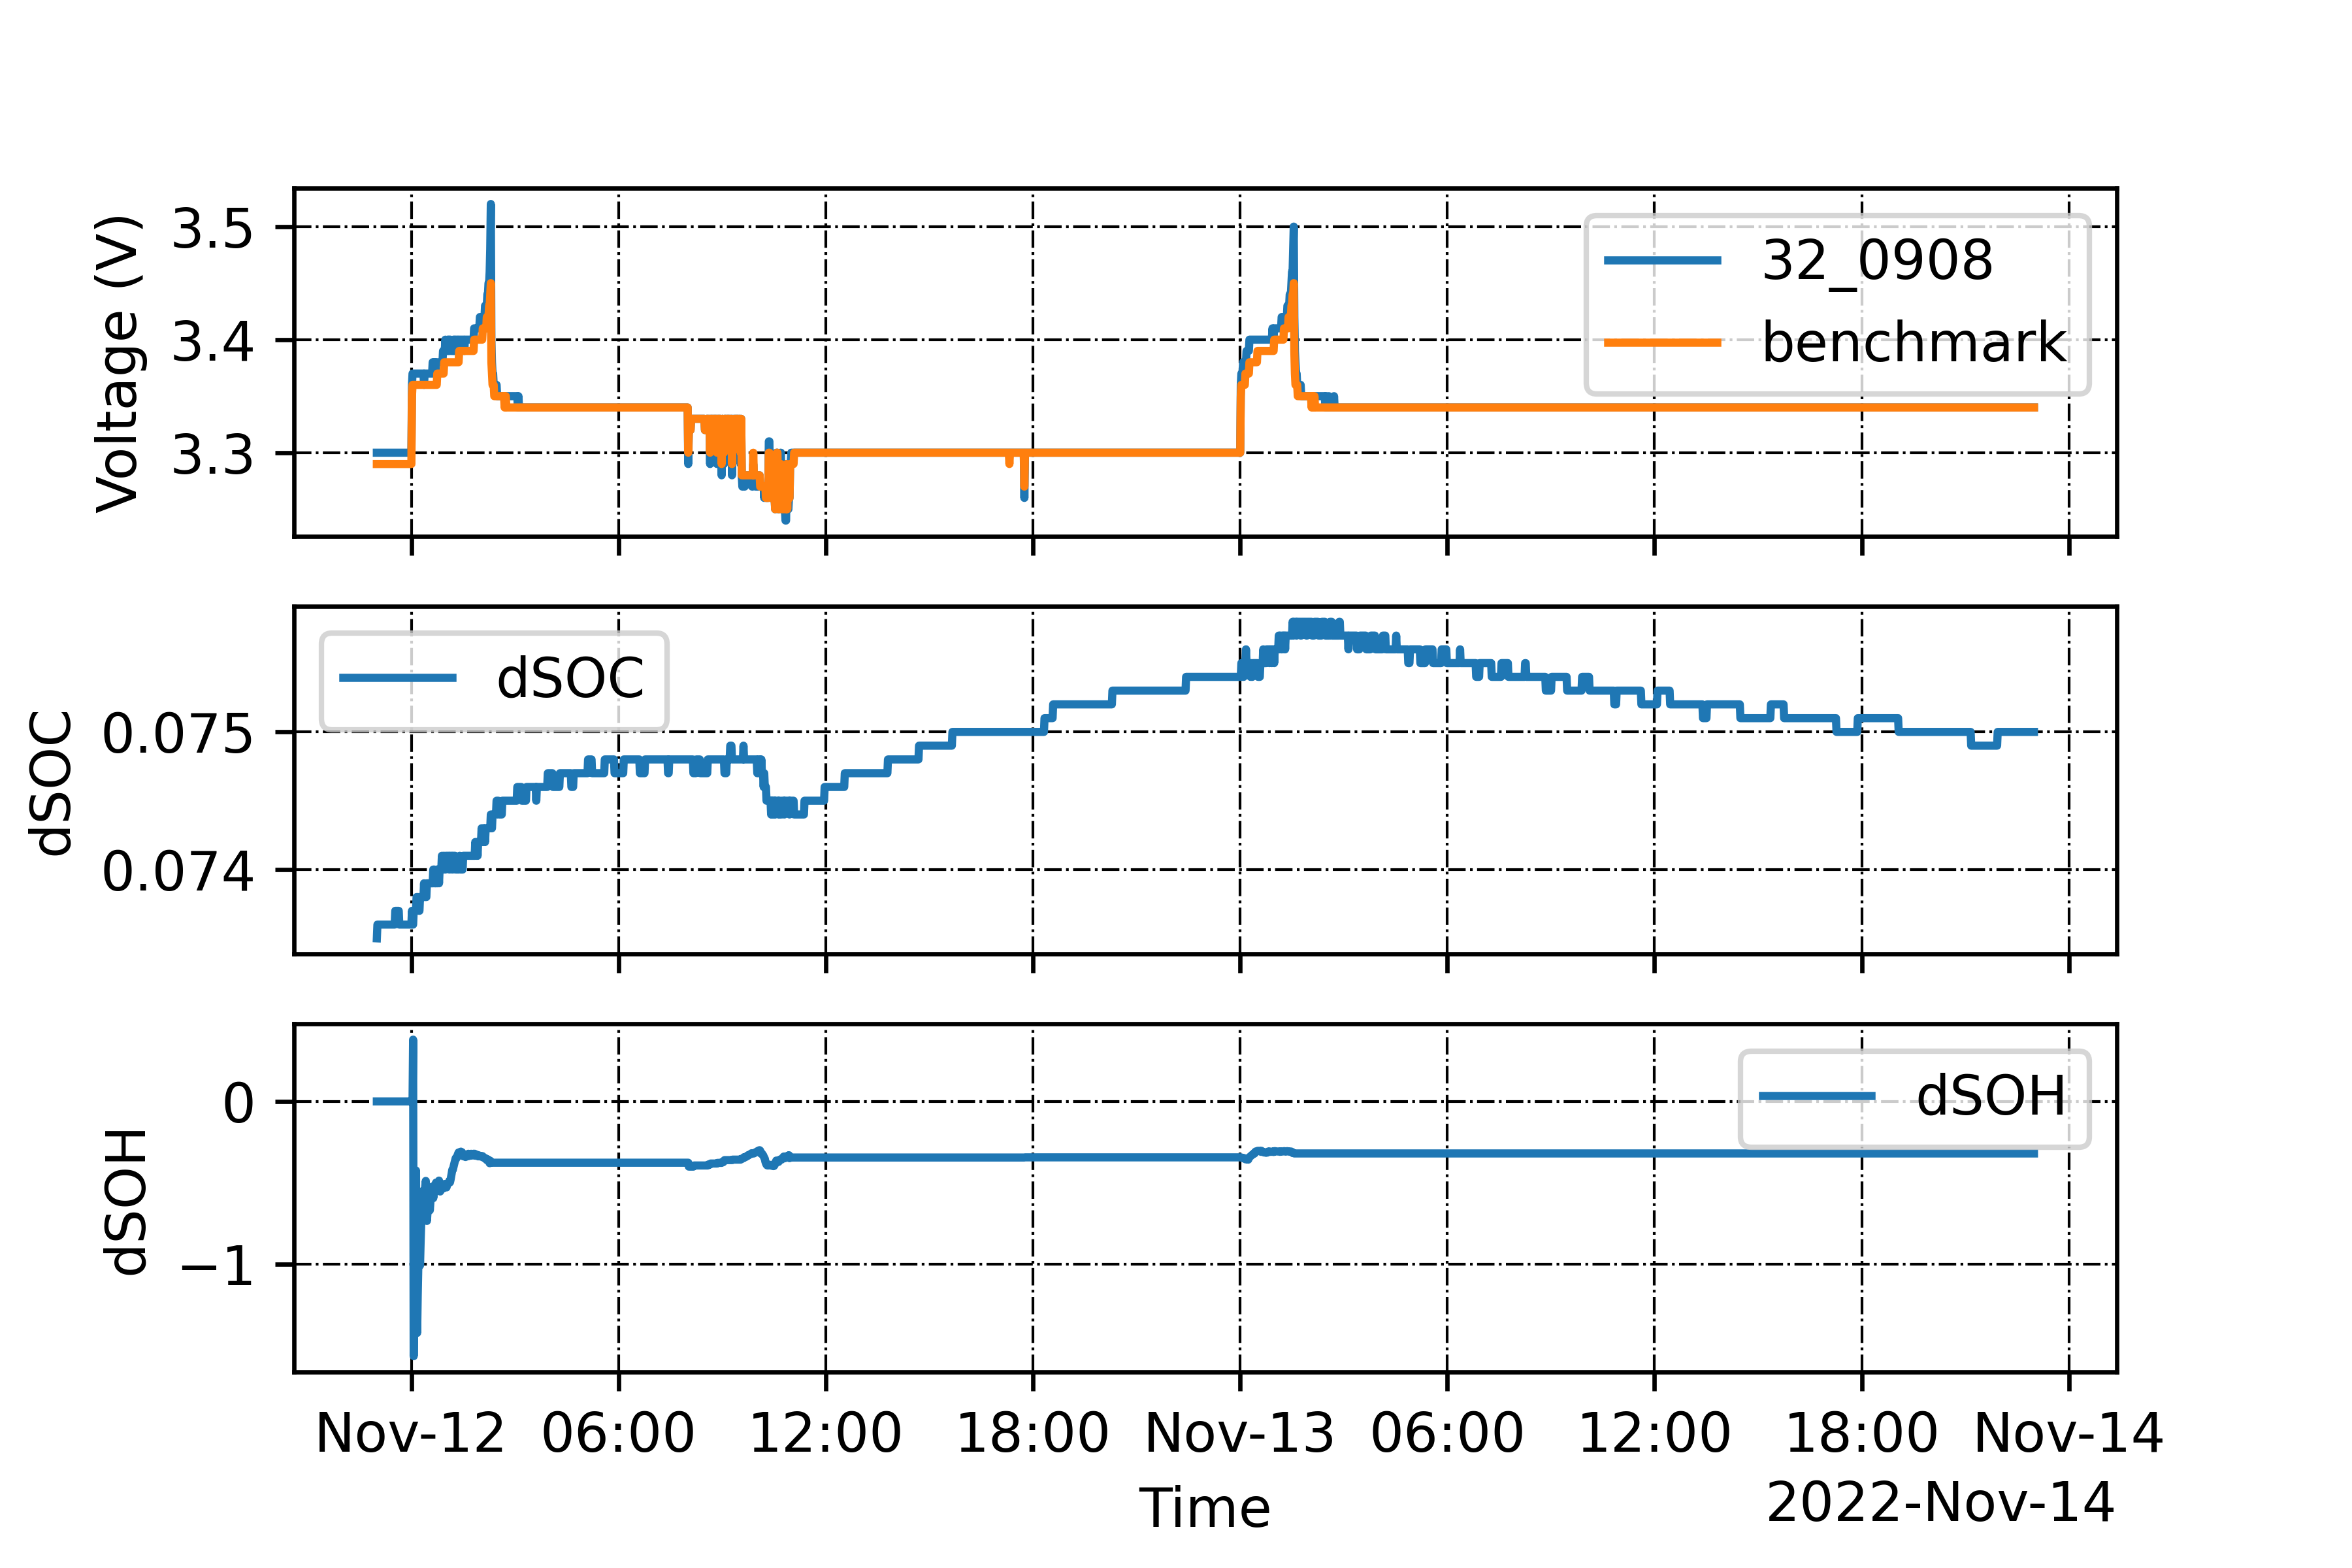 Voltage (V)
3.5
3.4
3.3
32_0908
benchmark
dSOC
0.075
0.074
dSOC
dSOH
0
−1
dSOH
Nov-12 06:00 12:00 18:00 Nov-13 06:00 12:00 18:00 Nov-14
Time
2022-Nov-14